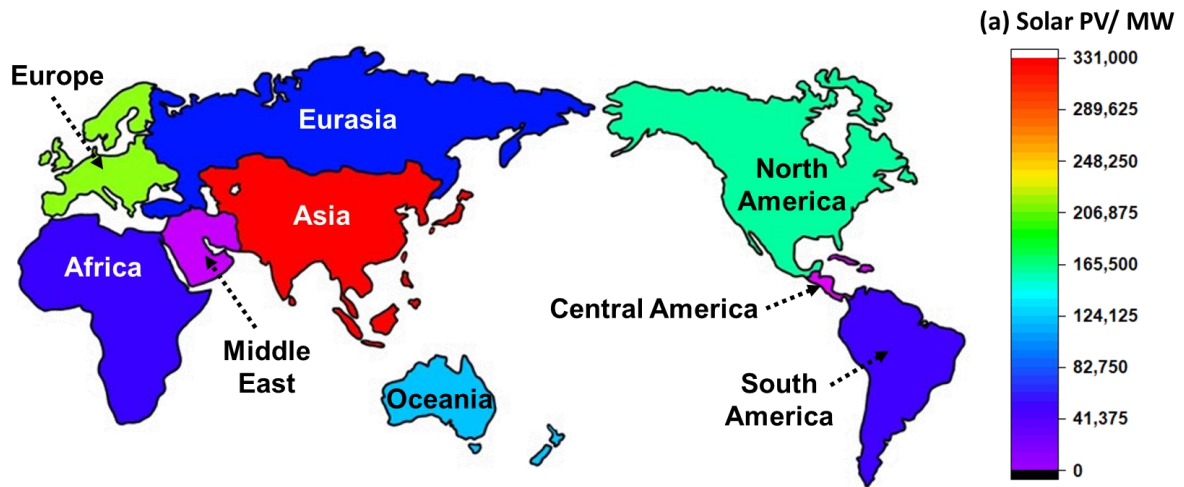 (a) Solar PV/ MW
Europe
Eurasia
Asia
Africa
Middle
East
Oceania
North
America
Central America
South
America
331,000
289,625
248,250
206,875
165,500
124,125
82,750
41,375
0